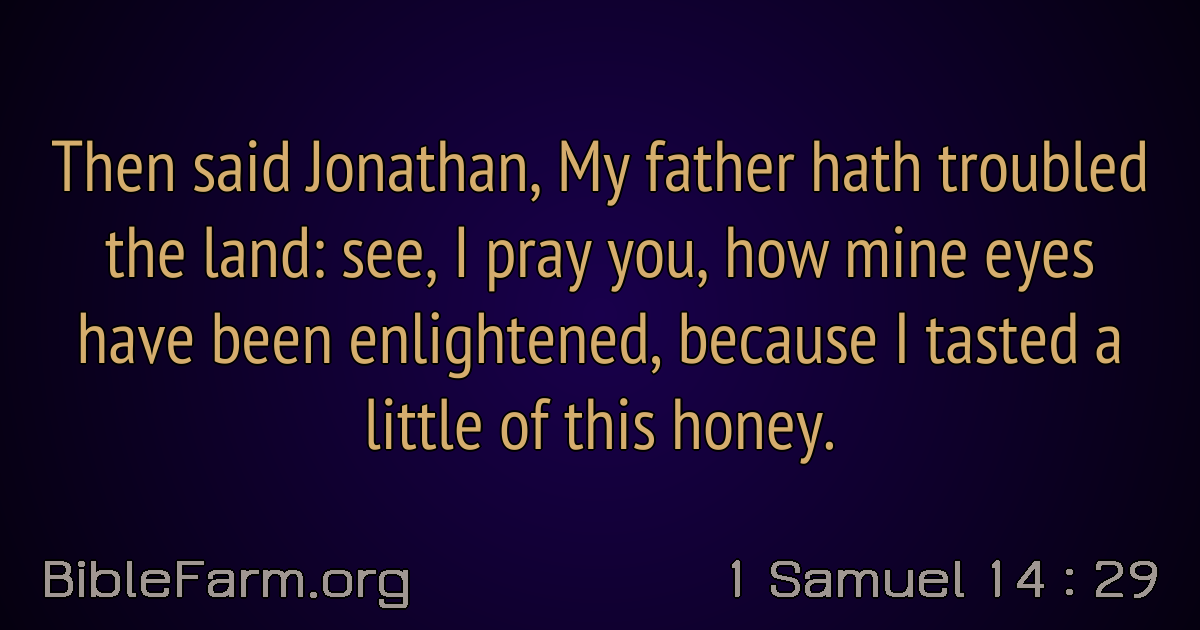 Then said Jonathan, My father hath troubled
the land: see, I pray you, how mine eyes
have been enlightened, because I tasted a
little of this honey.
BibleFarm.org
1 Samuel 14 : 29